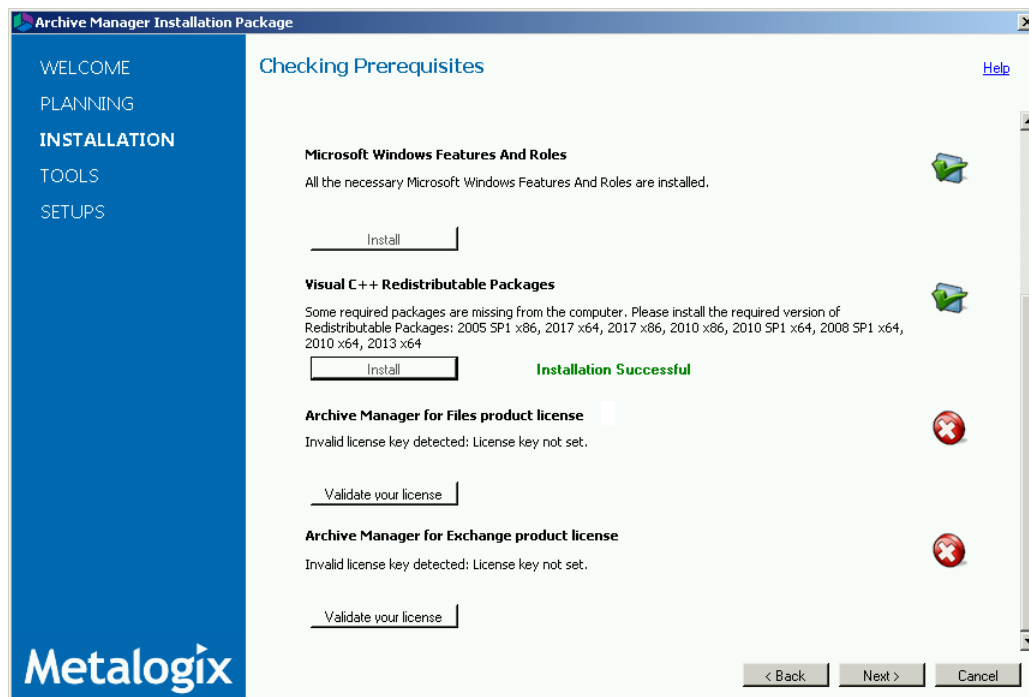 Archive Manager Installation Package
WELCOME
PLANNING
INSTALLATION
TOOLS
SETUPS
Metalogix
Checking Prerequisites
Help
Microsoft Windows Features And Roles
All the necessary Microsoft Windows Features And Roles are installed.
Install
Visual C++ Redistributable Packages
Some required packages are missing from the computer. Please install the required version of
Redistributable Packages: 2005 SP1 x86, 2017 x64, 2017 x86, 2010 x86, 2010 SP1 x64, 2008 SP1 x64,
2010 x64, 2013 x64
Install
Installation Successful
Archive Manager for Files product license
Invalid license key detected: License key not set.
Validate your license
Archive Manager for Exchange product license
Invalid license key detected: License key not set.
Validate your license
< Back
Next >
Cancel